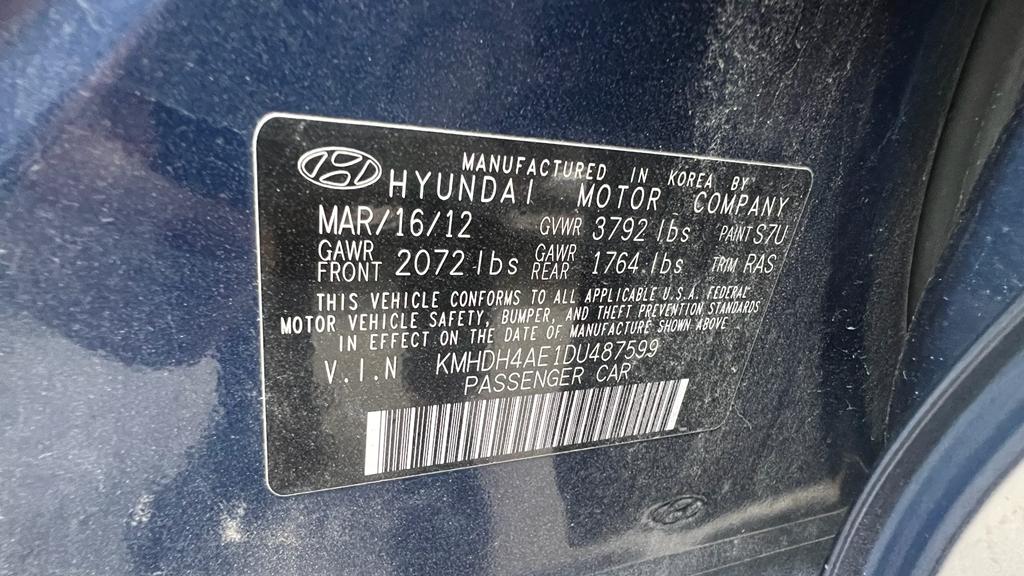 MANUFACTURED IN KOREA BY
HYUNDAI MOTOR COMPANY
MAR/16/12 GVWR 3792 lbs PAINT S7U
GAWR FRONT 2072 lbs GAWR REAR 1764 lbs TRIM RAS
THIS VEHICLE CONFORMS TO ALL APPLICABLE U.S.A. FEDERAL
MOTOR VEHICLE SAFETY, BUMPER, AND THEFT PREVENTION STANDARDS
IN EFFECT ON THE DATE OF MANUFACTURE SHOWN ABOVE
V.I.N KMHDH4AE1DU487599
PASSENGER CAR